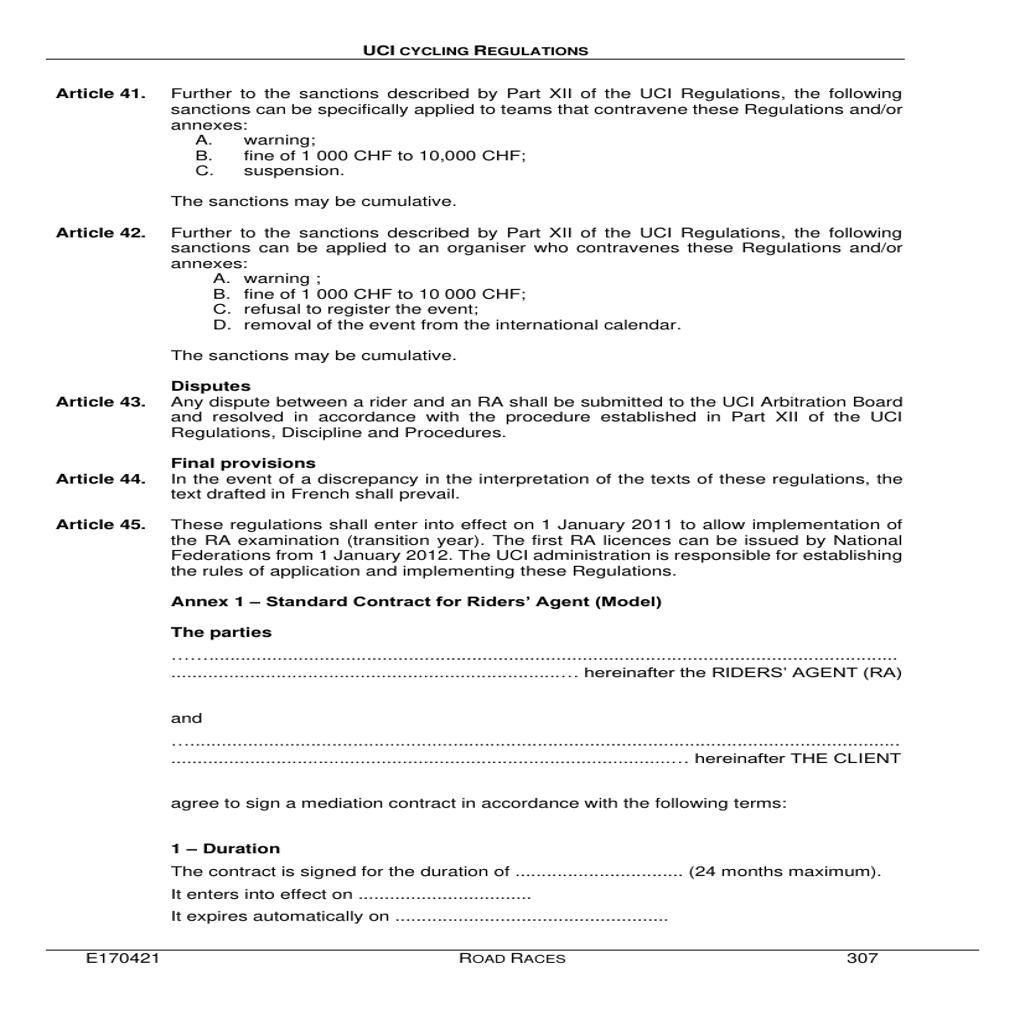 UCI CYCLING REGULATIONS
Article 41. Further to the sanctions described by Part XII of the UCI Regulations, the following
sanctions can be specifically applied to teams that contravene these Regulations and/or
annexes:
A. warning;
B. fine of 1 000 CHF to 10,000 CHF;
C. suspension.
The sanctions may be cumulative.
Article 42. Further to the sanctions described by Part XII of the UCI Regulations, the following
sanctions can be applied to an organiser who contravenes these Regulations and/or
annexes:
A. warning ;
B. fine of 1 000 CHF to 10 000 CHF;
C. refusal to register the event;
D. removal of the event from the international calendar.
The sanctions may be cumulative.
Disputes
Article 43. Any dispute between a rider and an RA shall be submitted to the UCI Arbitration Board
and resolved in accordance with the procedure established in Part XII of the UCI
Regulations, Discipline and Procedures.
Final provisions
Article 44. In the event of a discrepancy in the interpretation of the texts of these regulations, the
text drafted in French shall prevail.
Article 45. These regulations shall enter into effect on 1 January 2011 to allow implementation of
the RA examination (transition year). The first RA licences can be issued by National
Federations from 1 January 2012. The UCI administration is responsible for establishing
the rules of application and implementing these Regulations.
Annex 1 – Standard Contract for Riders' Agent (Model)
The parties
……...................................................................................................................................
..........................................................................… hereinafter the RIDERS' AGENT (RA)
and
….......................................................................................................................................
...............................................................................................… hereinafter THE CLIENT
agree to sign a mediation contract in accordance with the following terms:
1 – Duration
The contract is signed for the duration of ................................ (24 months maximum).
It enters into effect on .................................
It expires automatically on ....................................................
E170421 ROAD RACES 307